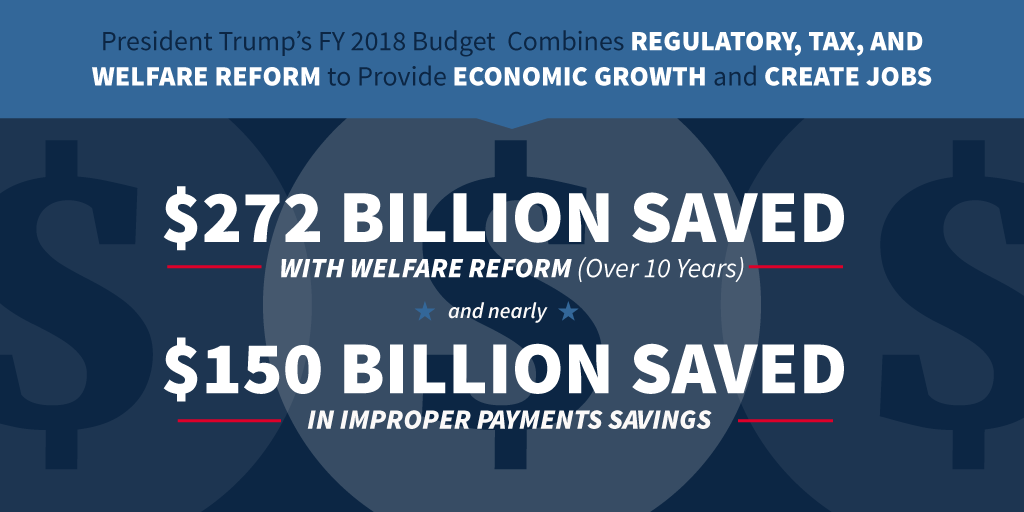 President Trump’s FY 2018 Budget Combines REGULATORY, TAX, AND
WELFARE REFORM to Provide ECONOMIC GROWTH and CREATE JOBS
$272 BILLION SAVED
WITH WELFARE REFORM (Over 10 Years)
and nearly
$150 BILLION SAVED
IN IMPROPER PAYMENTS SAVINGS